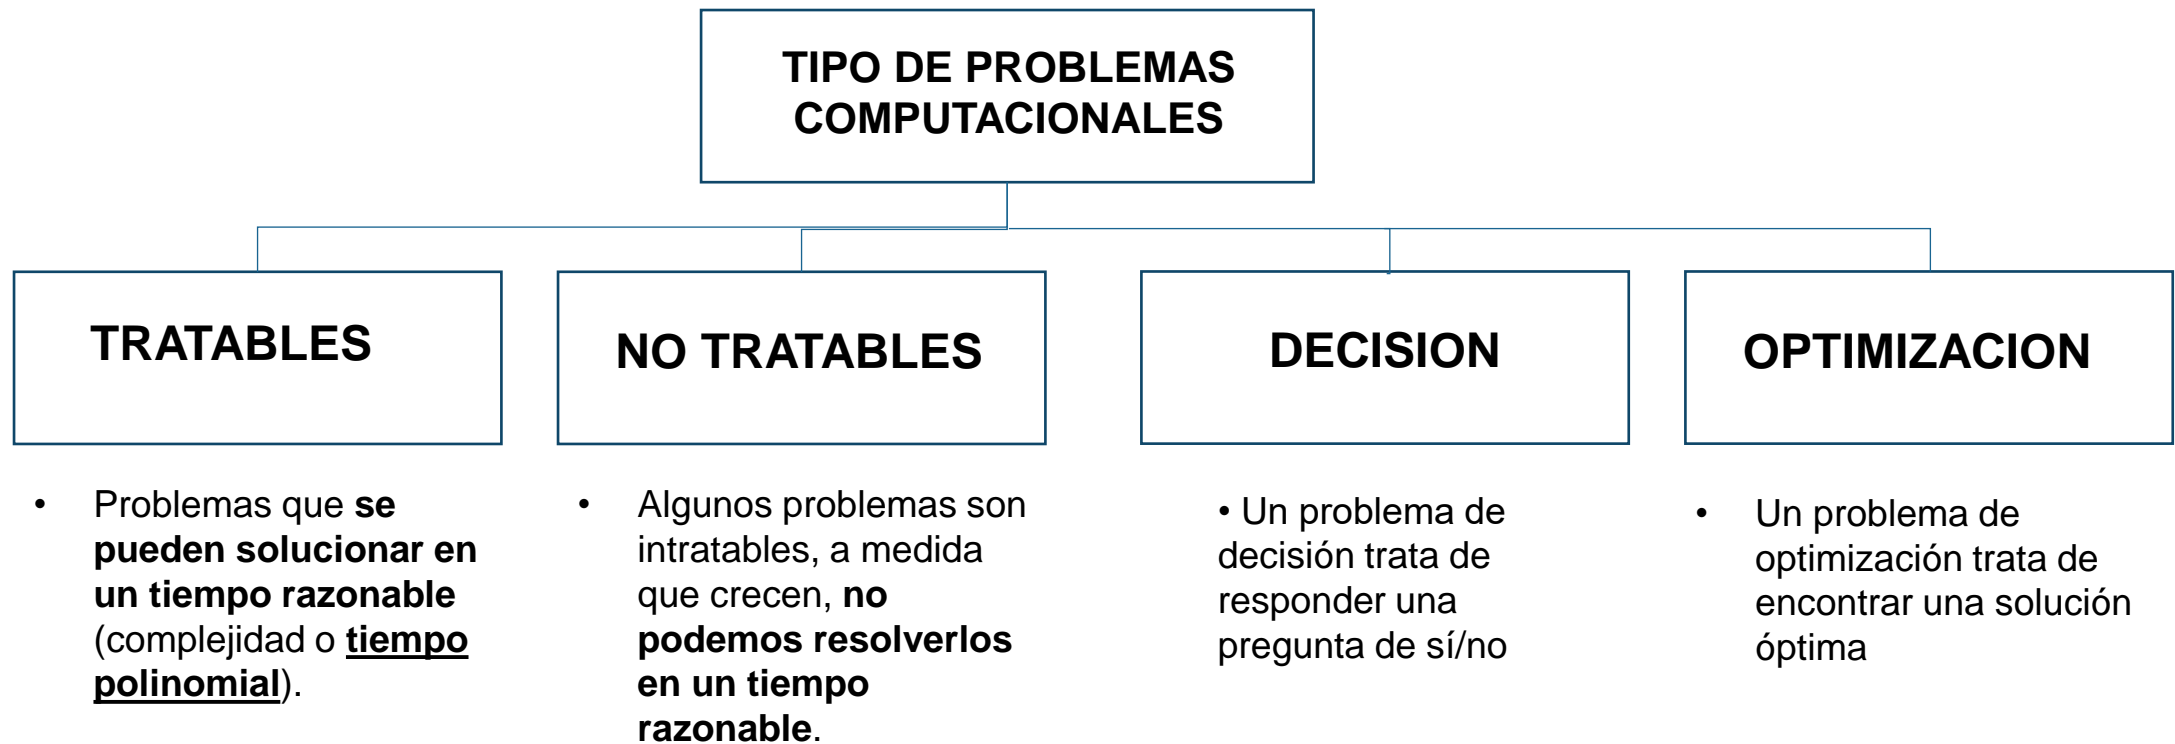 TIPO DE PROBLEMAS
COMPUTACIONALES
TRATABLES
NO TRATABLES
DECISION
OPTIMIZACION
• Problemas que se
pueden solucionar en
un tiempo razonable
(complejidad o tiempo
polinomial).
• Algunos problemas son
intratables, a medida
que crecen, no
podemos resolverlos
en un tiempo
razonable.
• Un problema de
decisión trata de
responder una
pregunta de sí/no
• Un problema de
optimización trata de
encontrar una solución
óptima